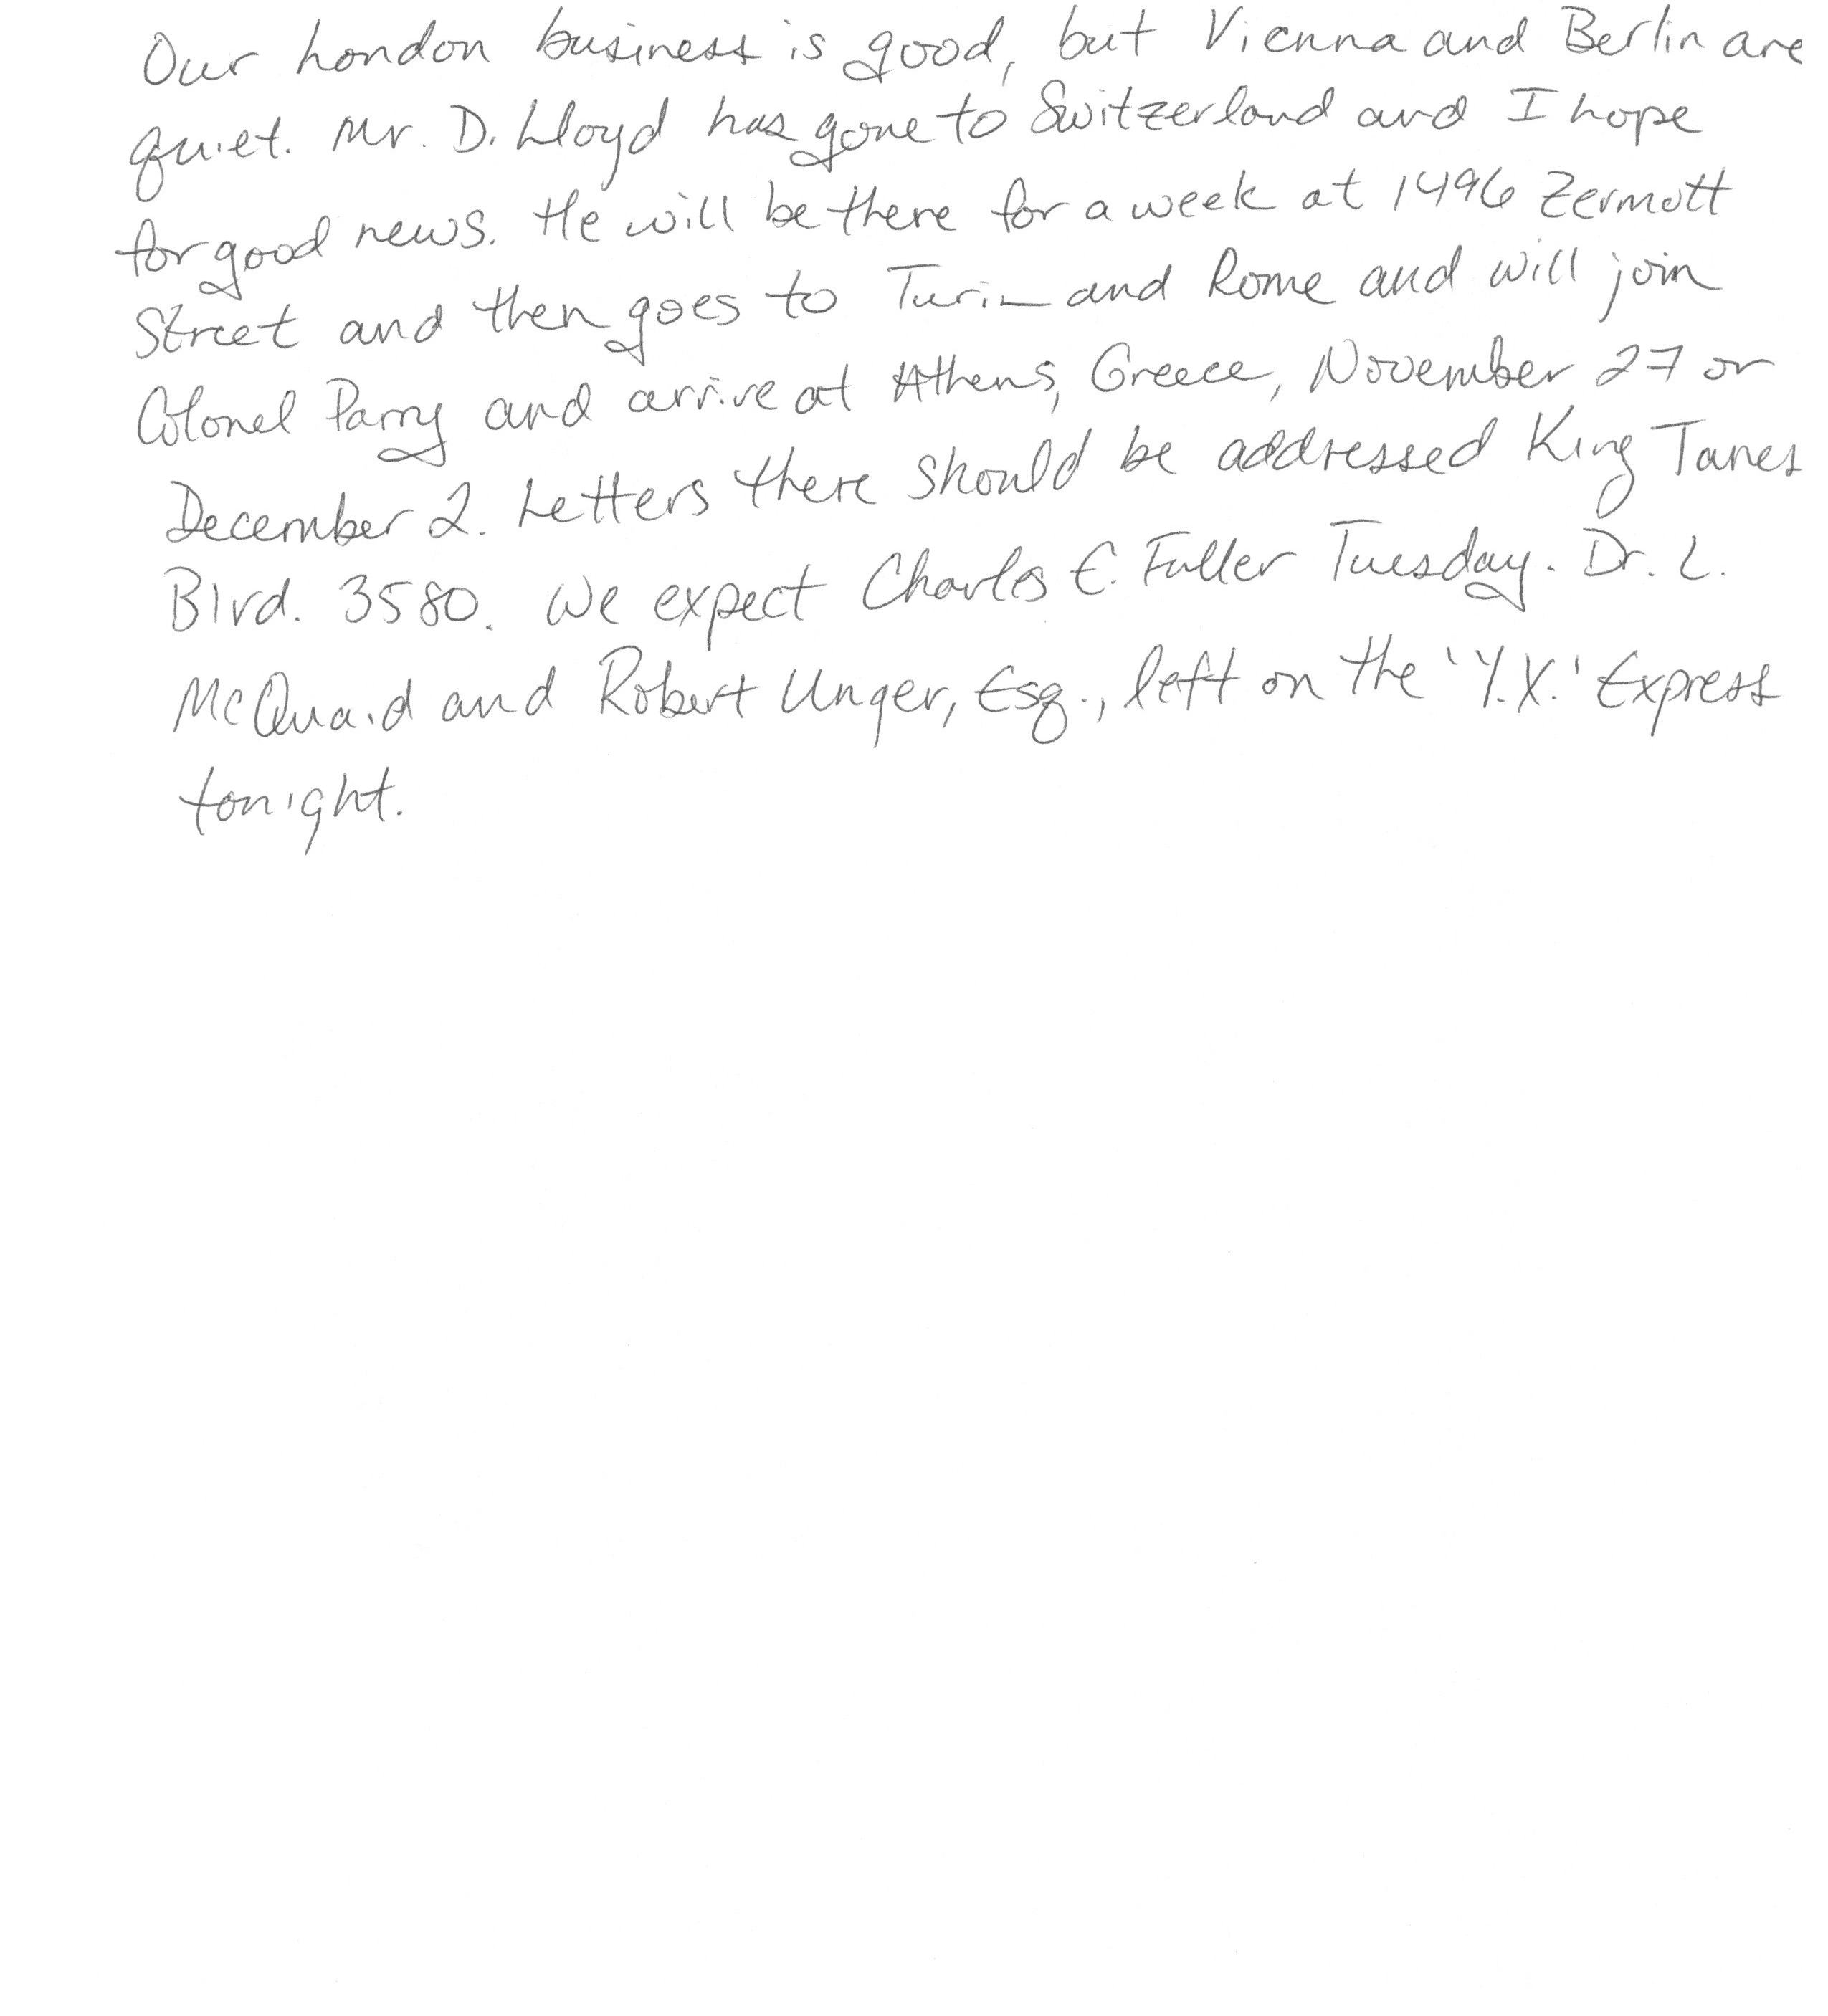 Our London business is good, but Vienna and Berlin are
quiet. Mr. D. Lloyd has gone to Switzerland and I hope
for good news. He will be there for a week at 1496 Zermott
Street and then goes to Turin and Rome and will join
Colonel Parry and arrive at Athens, Greece, November 27 or
December 2. Letters there should be addressed King James
Blvd. 3580. We expect Charles E. Fuller Tuesday. Dr. L.
McQuaid and Robert Unger, Esq., left on the 'Y.X.' Express
tonight.